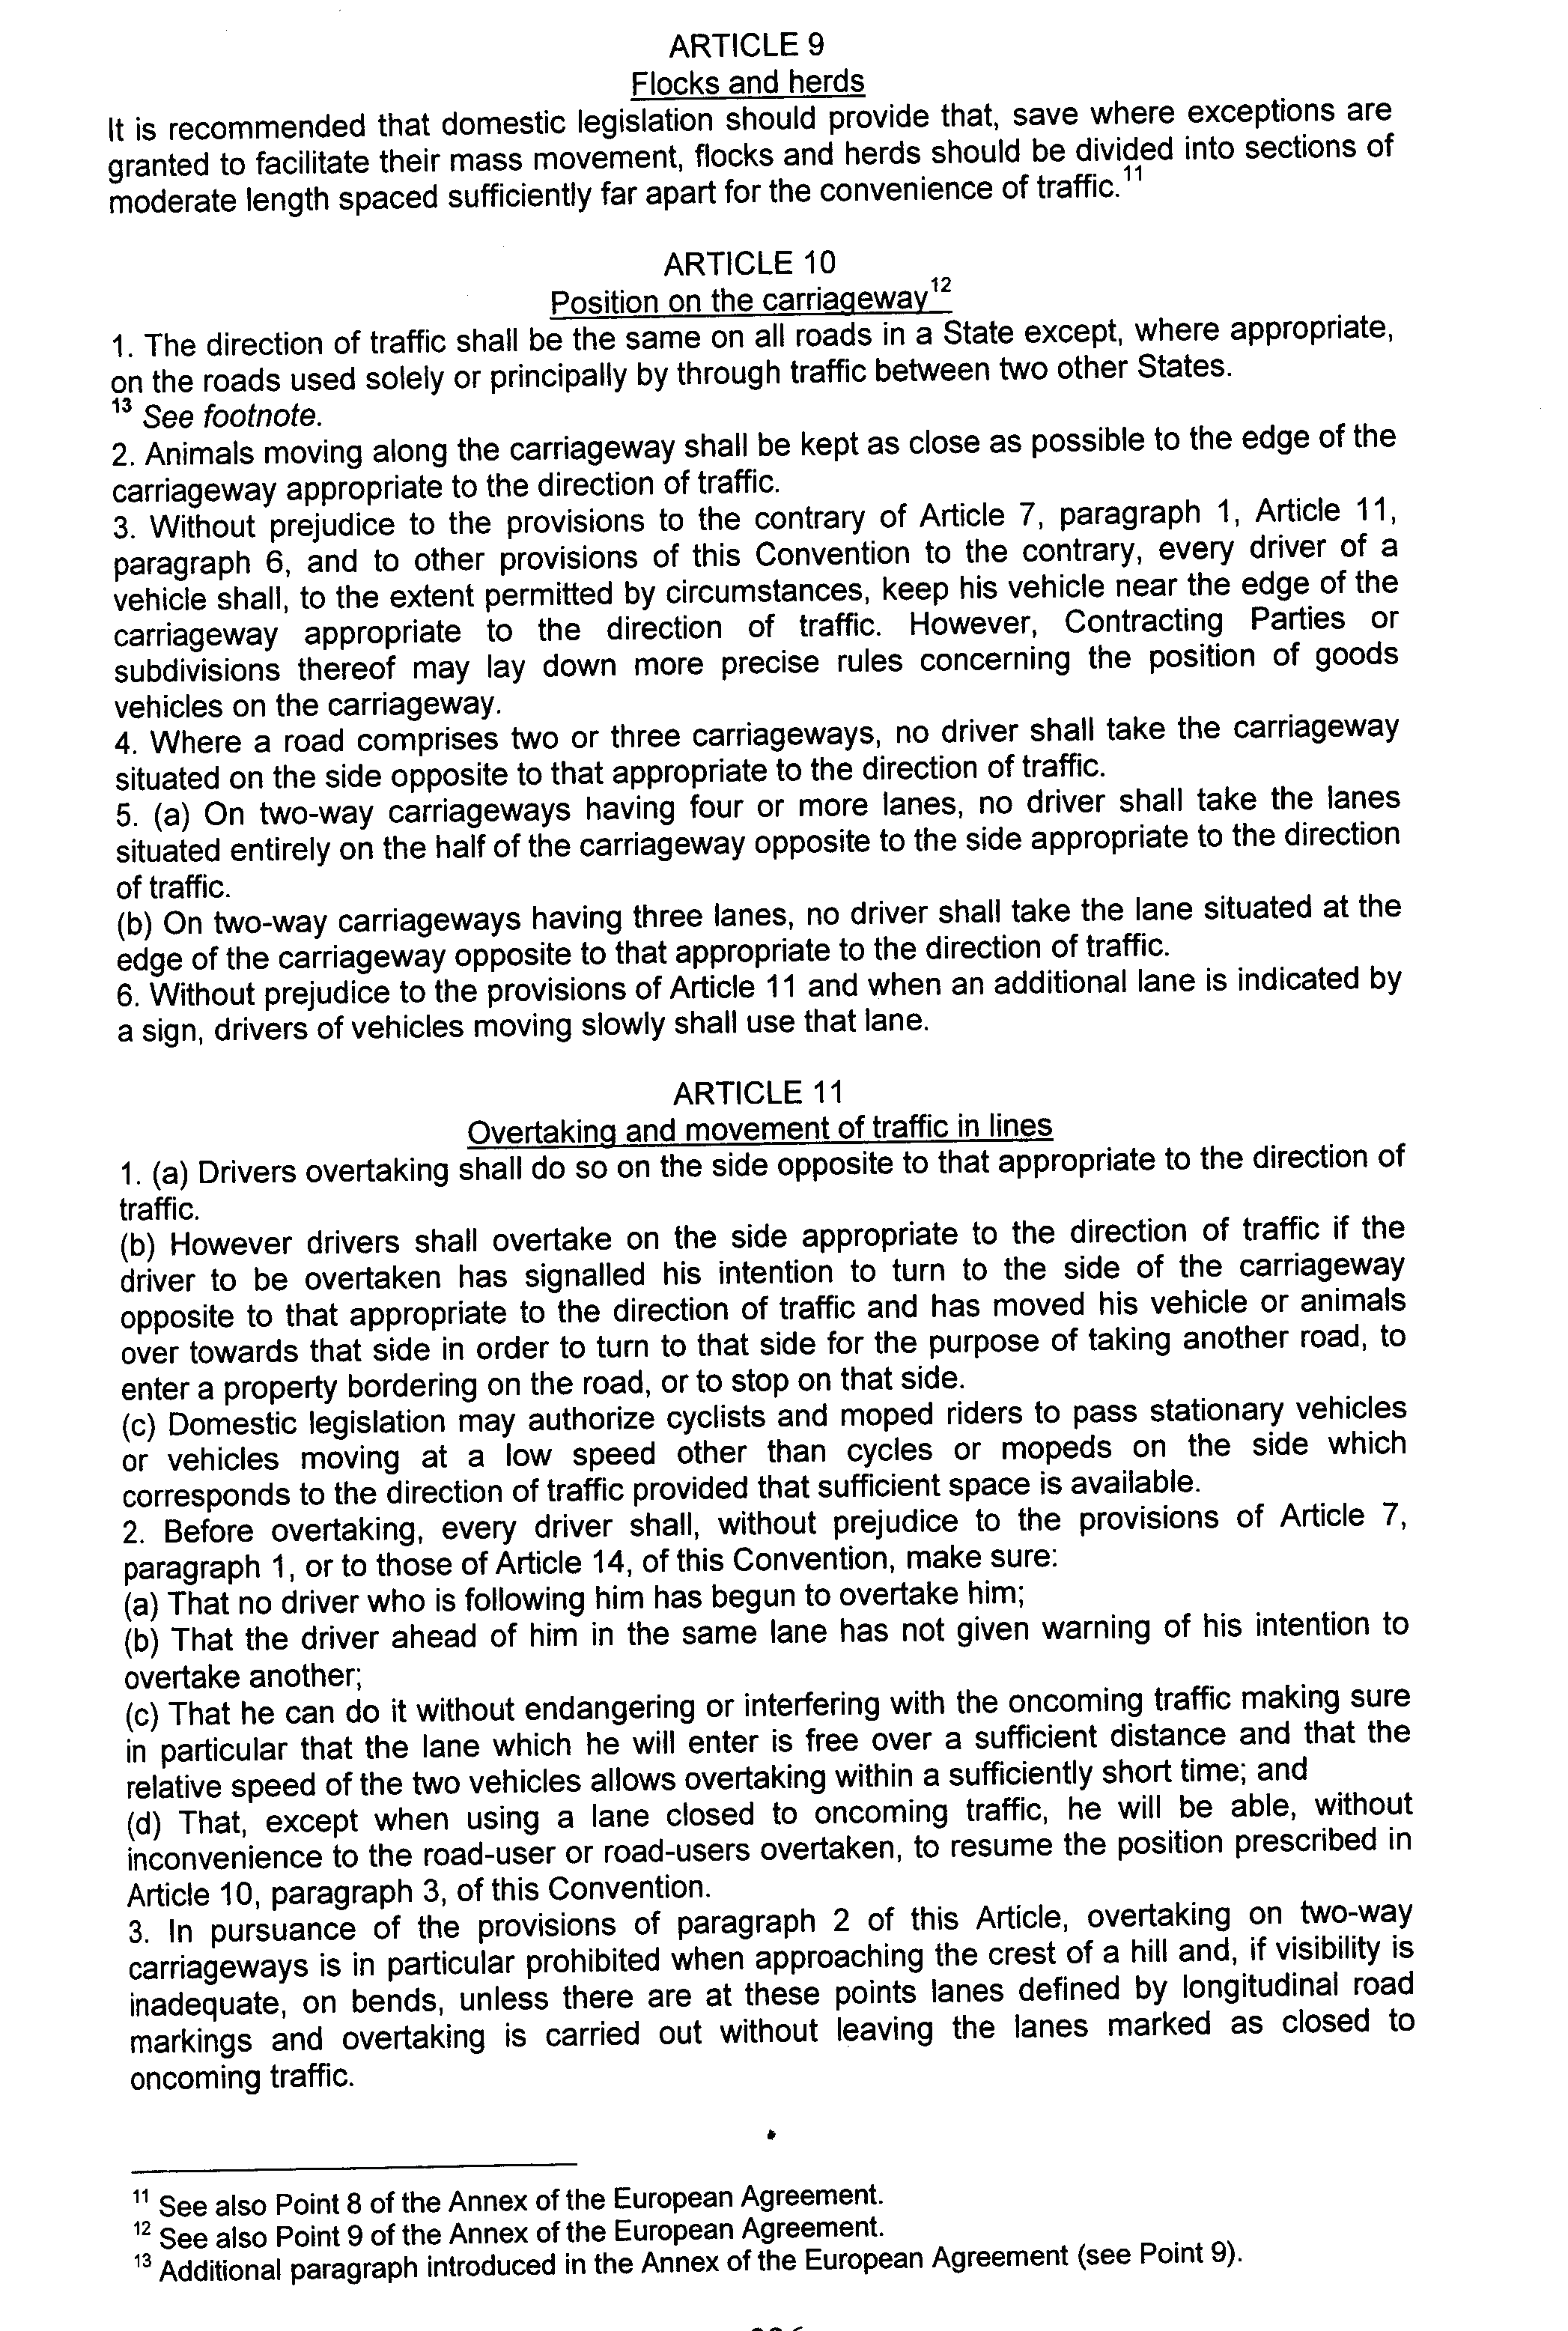 ARTICLE 9
Flocks and herds
It is recommended that domestic legislation should provide that, save where exceptions are
granted to facilitate their mass movement, flocks and herds should be divided into sections of
moderate length spaced sufficiently far apart for the convenience of traffic.11
ARTICLE 10
Position on the carriageway12
1. The direction of traffic shall be the same on all roads in a State except, where appropriate,
on the roads used solely or principally by through traffic between two other States.
13 See footnote.
2. Animals moving along the carriageway shall be kept as close as possible to the edge of the
carriageway appropriate to the direction of traffic.
3. Without prejudice to the provisions to the contrary of Article 7, paragraph 1, Article 11,
paragraph 6, and to other provisions of this Convention to the contrary, every driver of a
vehicle shall, to the extent permitted by circumstances, keep his vehicle near the edge of the
carriageway appropriate to the direction of traffic. However, Contracting Parties or
subdivisions thereof may lay down more precise rules concerning the position of goods
vehicles on the carriageway.
4. Where a road comprises two or three carriageways, no driver shall take the carriageway
situated on the side opposite to that appropriate to the direction of traffic.
5. (a) On two-way carriageways having four or more lanes, no driver shall take the lanes
situated entirely on the half of the carriageway opposite to the side appropriate to the direction
of traffic.
(b) On two-way carriageways having three lanes, no driver shall take the lane situated at the
edge of the carriageway opposite to that appropriate to the direction of traffic.
6. Without prejudice to the provisions of Article 11 and when an additional lane is indicated by
a sign, drivers of vehicles moving slowly shall use that lane.
ARTICLE 11
Overtaking and movement of traffic in lines
1. (a) Drivers overtaking shall do so on the side opposite to that appropriate to the direction of
traffic.
(b) However drivers shall overtake on the side appropriate to the direction of traffic if the
driver to be overtaken has signalled his intention to turn to the side of the carriageway
opposite to that appropriate to the direction of traffic and has moved his vehicle or animals
over towards that side in order to turn to that side for the purpose of taking another road, to
enter a property bordering on the road, or to stop on that side.
(c) Domestic legislation may authorize cyclists and moped riders to pass stationary vehicles
or vehicles moving at a low speed other than cycles or mopeds on the side which
corresponds to the direction of traffic provided that sufficient space is available.
2. Before overtaking, every driver shall, without prejudice to the provisions of Article 7,
paragraph 1, or to those of Article 14, of this Convention, make sure:
(a) That no driver who is following him has begun to overtake him;
(b) That the driver ahead of him in the same lane has not given warning of his intention to
overtake another;
(c) That he can do it without endangering or interfering with the oncoming traffic making sure
in particular that the lane which he will enter is free over a sufficient distance and that the
relative speed of the two vehicles allows overtaking within a sufficiently short time; and
(d) That, except when using a lane closed to oncoming traffic, he will be able, without
inconvenience to the road-user or road-users overtaken, to resume the position prescribed in
Article 10, paragraph 3, of this Convention.
3. In pursuance of the provisions of paragraph 2 of this Article, overtaking on two-way
carriageways is in particular prohibited when approaching the crest of a hill and, if visibility is
inadequate, on bends, unless there are at these points lanes defined by longitudinal road
markings and overtaking is carried out without leaving the lanes marked as closed to
oncoming traffic.
11 See also Point 8 of the Annex of the European Agreement.
12 See also Point 9 of the Annex of the European Agreement.
13 Additional paragraph introduced in the Annex of the European Agreement (see Point 9).